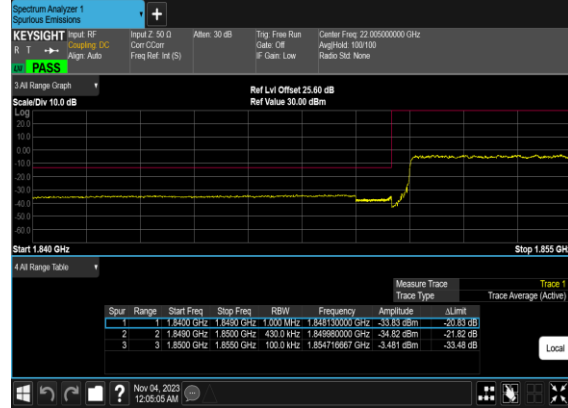 Spectrum Analyzer 1
Spurious Emissions
+
KEYSIGHT Input: RF Input Z: 50 Ω Atten: 30 dB Trig: Free Run Center Freq: 22.005000000 GHz
R T Coupling: DC Corr CCorr Gate: Off Avg|Hold: 100/100
Align: Auto Freq Ref: Int (S) IF Gain: Low Radio Std: None
PASS
3 All Range Graph
Ref Lvl Offset 25.60 dB
Scale/Div 10.0 dB Ref Value 30.00 dBm
Log
20.0
10.0
0.00
-10.0
-20.0
-30.0
-40.0
-50.0
-60.0
Start 1.840 GHz Stop 1.855 GH
4 All Range Table
Measure Trace Trace 1
Trace Type Trace Average (Active)
Spur Range Start Freq Stop Freq RBW Frequency Amplitude ΔLimit
1 1 1.8400 GHz 1.8490 GHz 1.000 MHz 1.848130000 GHz -33.83 dBm -20.83 dB
2 2 1.8490 GHz 1.8500 GHz 430.0 kHz 1.849980000 GHz -34.82 dBm -21.82 dB
3 3 1.8500 GHz 1.8550 GHz 100.0 kHz 1.854716667 GHz -3.481 dBm -33.48 dB
Local
? Nov 04, 2023
12:05:05 AM